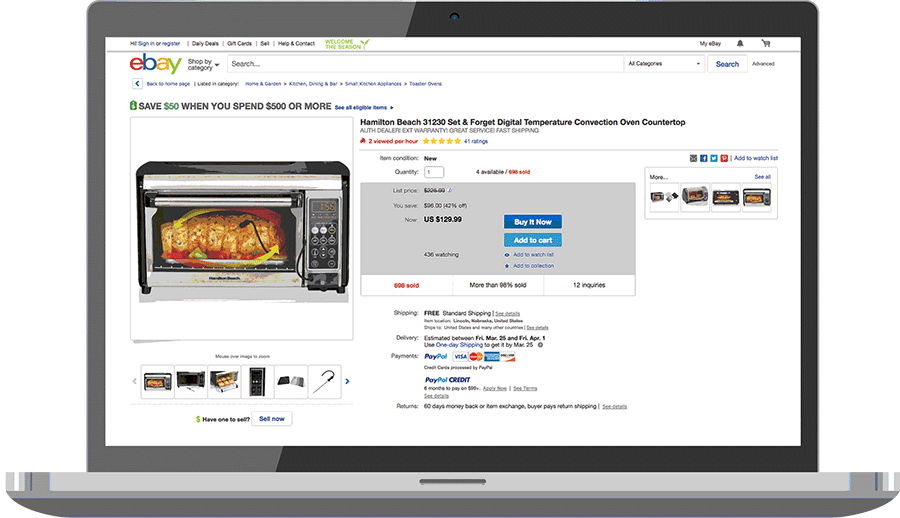 Hi! Sign in or register | Daily Deals | Gift Cards | Sell | Help & Contact
WELCOME
THE SEASON
My eBay
ebay
Shop by
category
Search...
All Categories
Search
Advanced
Back to home page | Listed in category: Home & Garden > Kitchen, Dining & Bar > Small Kitchen Appliances > Toaster Ovens
SAVE $50 WHEN YOU SPEND $500 OR MORE See all eligible items
Hamilton Beach 31230 Set & Forget Digital Temperature Convection Oven Countertop
AUTH DEALER! EXT WARRANTY! GREAT SERVICE! FAST SHIPPING
2 viewed per hour 41 ratings
Item condition: New
Quantity: 1 4 available / 698 sold
Add to watch list
More... See all
List price:
You save: $96.00 (42% off)
Now: US $129.99
Buy It Now
Add to cart
436 watching
Add to watch list
Add to collection
698 sold More than 98% sold 12 inquiries
HamiltonBeach
Shipping: FREE Standard Shipping | See details
Item location: Lincoln, Nebraska, United States
Ships to: United States and many other countries | See details
Delivery: Estimated between Fri. Mar. 25 and Fri. Apr. 1
Use One-day Shipping to get it by Mar. 25
Payments: PayPal VISA
Credit Cards processed by PayPal
PayPal CREDIT
6 months to pay on $99+. Apply Now | See Terms
See details
Returns: 60 days money back or item exchange, buyer pays return shipping | See details
Mouse over image to zoom
$ Have one to sell? Sell now